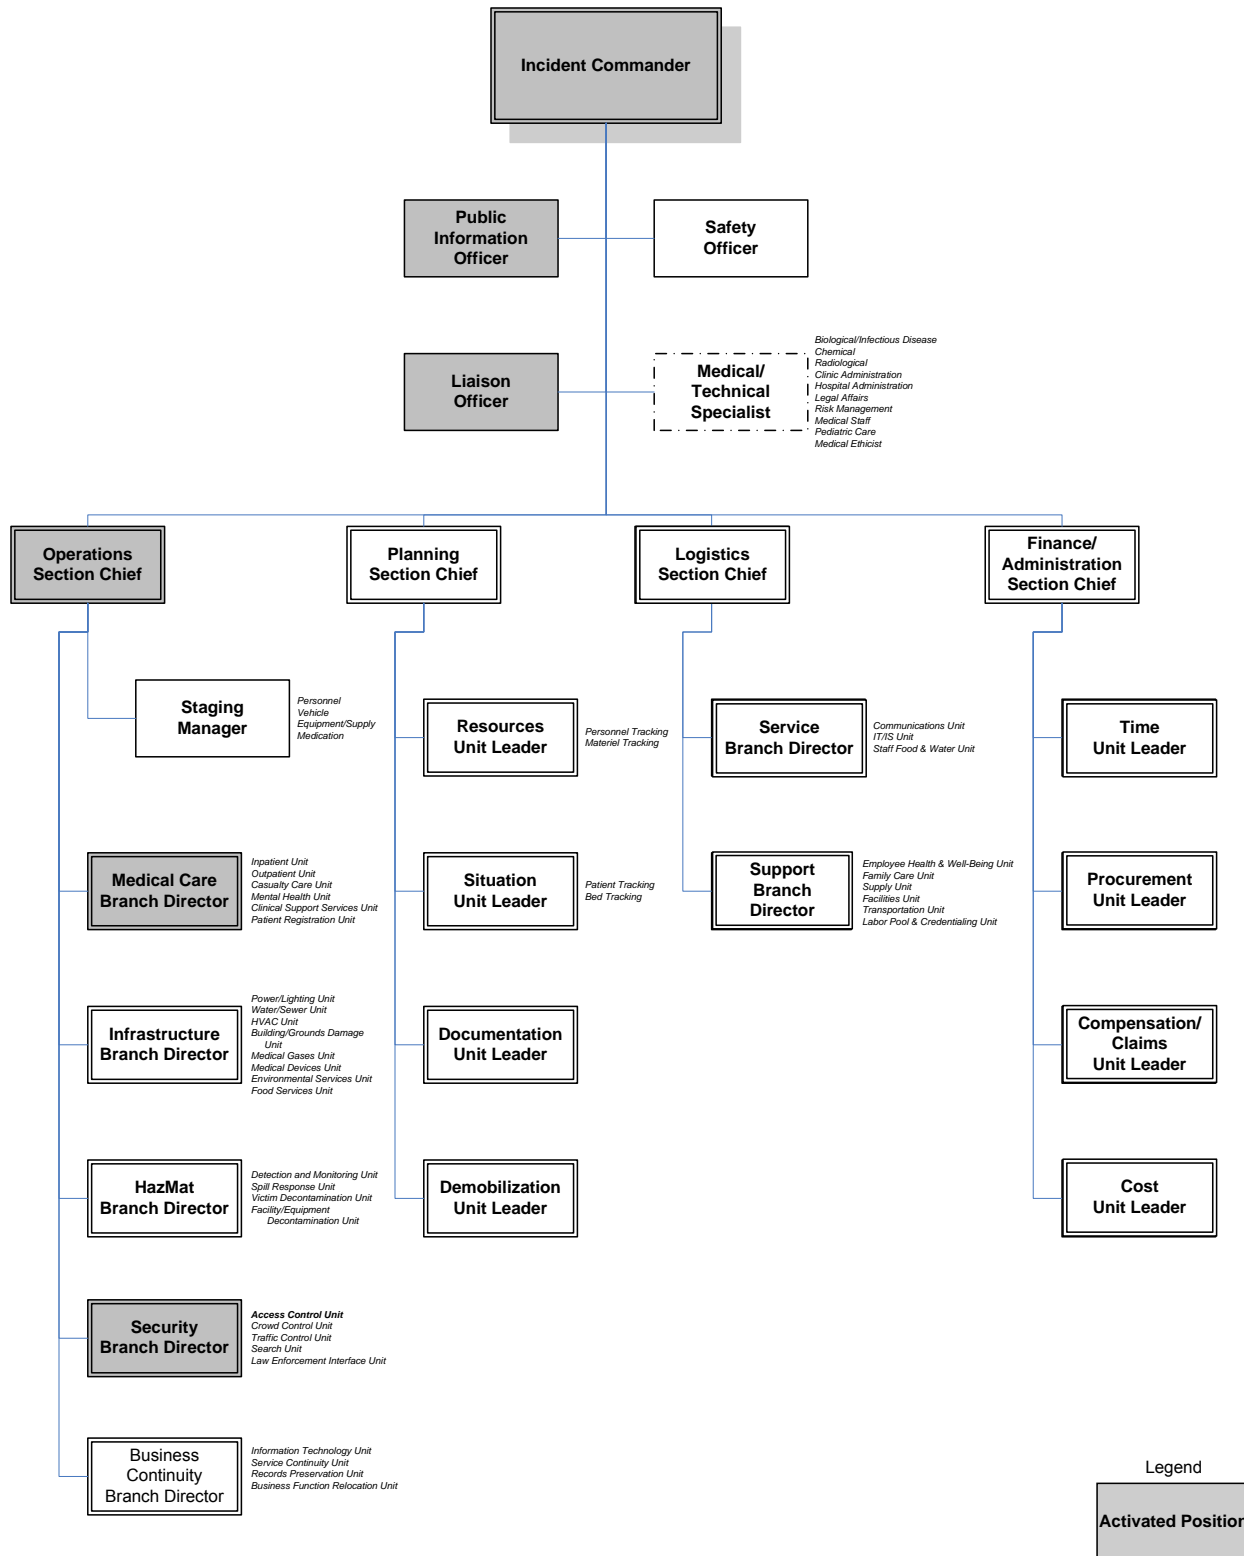 Incident Commander
Public
Information
Officer
Safety
Officer
Liaison
Officer
Medical/
Technical
Specialist
Biological/Infectious Disease
Chemical
Radiological
Clinic Administration
Hospital Administration
Legal Affairs
Risk Management
Medical Staff
Pediatric Care
Medical Ethicist
Operations
Section Chief
Planning
Section Chief
Logistics
Section Chief
Finance/
Administration
Section Chief
Staging
Manager
Personnel
Vehicle
Equipment/Supply
Medication
Resources
Unit Leader
Personnel Tracking
Materiel Tracking
Service
Branch Director
Communications Unit
IT/IS Unit
Staff Food & Water Unit
Time
Unit Leader
Medical Care
Branch Director
Inpatient Unit
Outpatient Unit
Casualty Care Unit
Mental Health Unit
Clinical Support Services Unit
Patient Registration Unit
Situation
Unit Leader
Patient Tracking
Bed Tracking
Support
Branch
Director
Employee Health & Well-Being Unit
Family Care Unit
Supply Unit
Facilities Unit
Transportation Unit
Labor Pool & Credentialing Unit
Procurement
Unit Leader
Infrastructure
Branch Director
Power/Lighting Unit
Water/Sewer Unit
HVAC Unit
Building/Grounds Damage
Unit
Medical Gases Unit
Medical Devices Unit
Environmental Services Unit
Food Services Unit
Documentation
Unit Leader
Compensation/
Claims
Unit Leader
HazMat
Branch Director
Detection and Monitoring Unit
Spill Response Unit
Victim Decontamination Unit
Facility/Equipment
Decontamination Unit
Demobilization
Unit Leader
Cost
Unit Leader
Security
Branch Director
Access Control Unit
Crowd Control Unit
Traffic Control Unit
Search Unit
Law Enforcement Interface Unit
Business
Continuity
Branch Director
Information Technology Unit
Service Continuity Unit
Records Preservation Unit
Business Function Relocation Unit
Legend
Activated Position